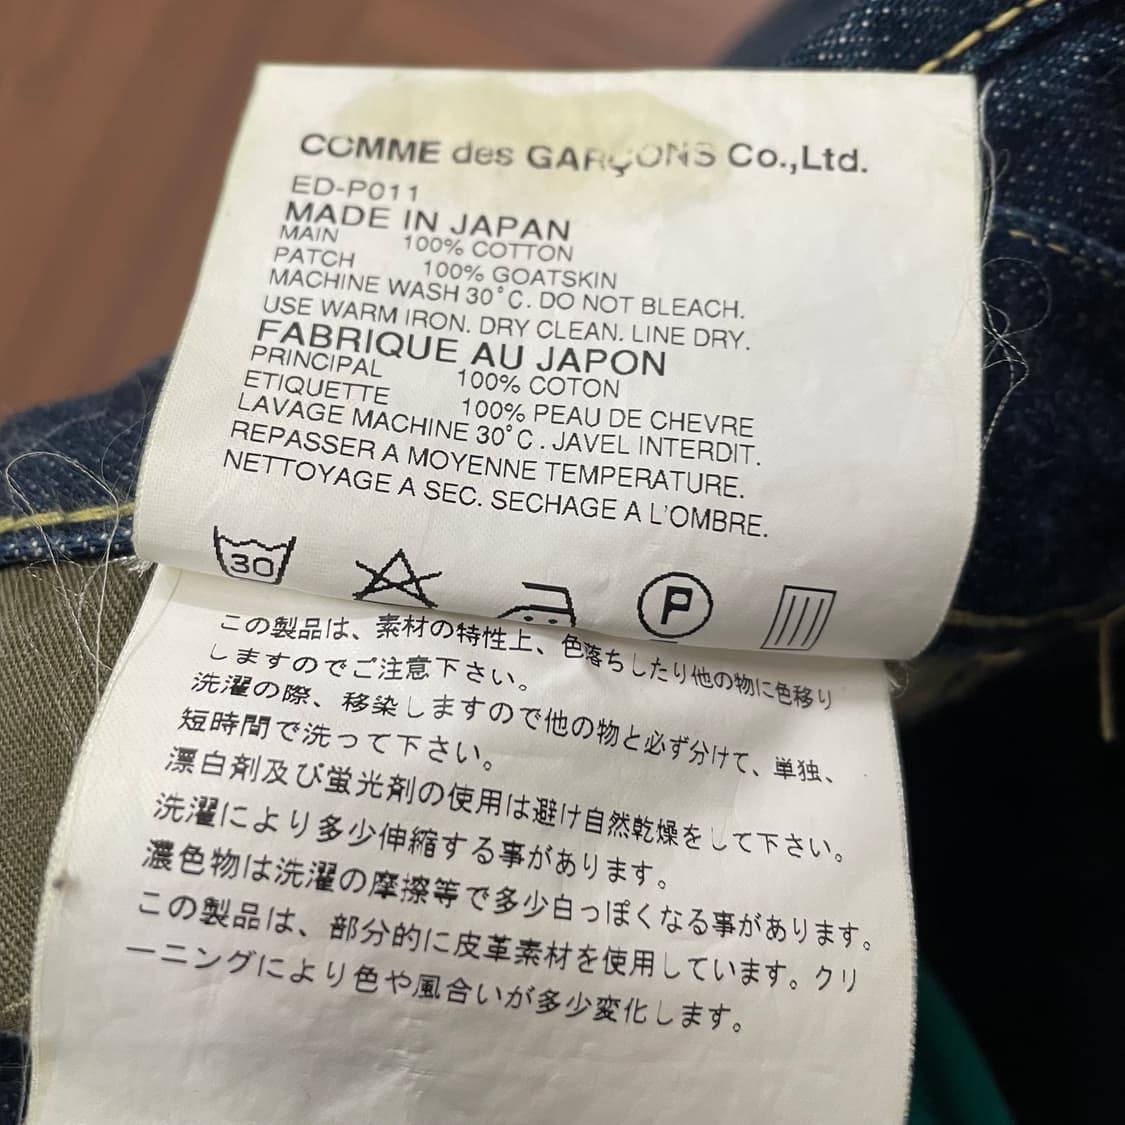 COMME des GARÇONS Co.,Ltd.
ED-P011
MADE IN JAPAN
MAIN 100% COTTON
PATCH 100% GOATSKIN
MACHINE WASH 30°C. DO NOT BLEACH.
USE WARM IRON. DRY CLEAN. LINE DRY.
FABRIQUE AU JAPON
PRINCIPAL 100% COTON
ETIQUETTE 100% PEAU DE CHEVRE
LAVAGE MACHINE 30°C. JAVEL INTERDIT.
REPASSER A MOYENNE TEMPERATURE.
NETTOYAGE A SEC. SECHAGE A L'OMBRE.
30 P
この製品は、素材の特性上、色落ちしたり他の物に色移り
しますのでご注意下さい。
洗濯の際、移染しますので他の物と必ず分けて、単独、
短時間で洗って下さい。
漂白剤及び蛍光剤の使用は避け自然乾燥をして下さい。
洗濯により多少伸縮する事があります。
濃色物は洗濯の摩擦等で多少白っぽくなる事があります。
この製品は、部分的に皮革素材を使用しています。クリ
ーニングにより色や風合いが多少変化します。